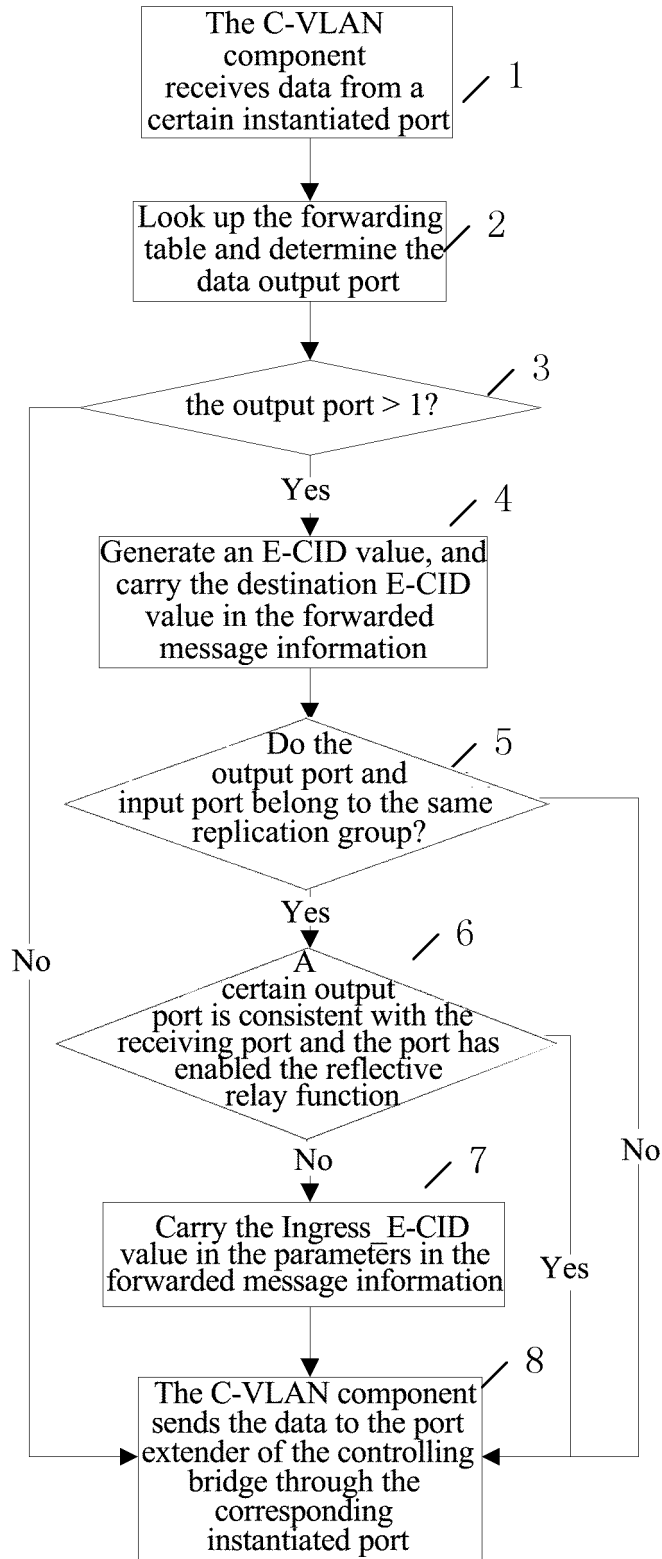 The C-VLAN
component
receives data from a
certain instantiated port
1
Look up the forwarding
table and determine the
data output port
2
3
the output port > 1?
Yes
4
Generate an E-CID value, and
carry the destination E-CID
value in the forwarded
message information
5
Do the
output port and
input port belong to the same
replication group?
Yes
6
No
A
certain output
port is consistent with the
receiving port and the port has
enabled the reflective
relay function
No
No
7
Carry the Ingress_E-CID
value in the parameters in the
forwarded message information
Yes
8
The C-VLAN component
sends the data to the port
extender of the controlling
bridge through the
corresponding
instantiated port